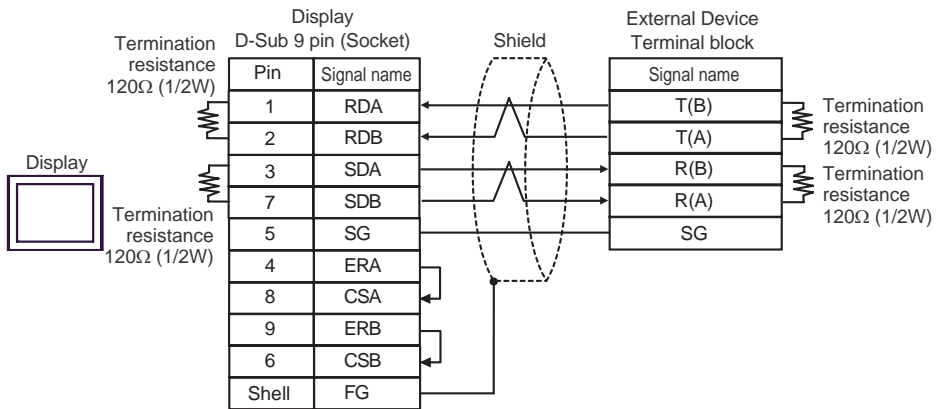 Display
D-Sub 9 pin (Socket)
Shield
External Device
Terminal block
Termination
resistance
120Ω (1/2W)
Pin Signal name
1 RDA
2 RDB
3 SDA
7 SDB
5 SG
4 ERA
8 CSA
9 ERB
6 CSB
Shell FG
Display
Termination
resistance
120Ω (1/2W)
Signal name
T(B)
T(A)
R(B)
R(A)
SG
Termination
resistance
120Ω (1/2W)
Termination
resistance
120Ω (1/2W)